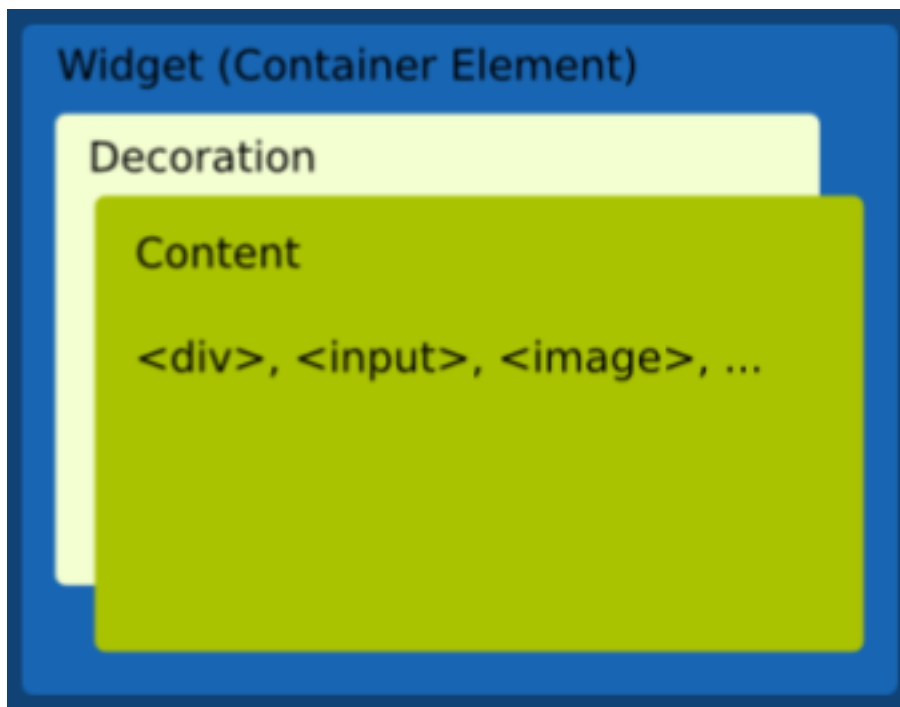 Widget (Container Element)
Decoration
Content
<div>, <input>, <image>, ...